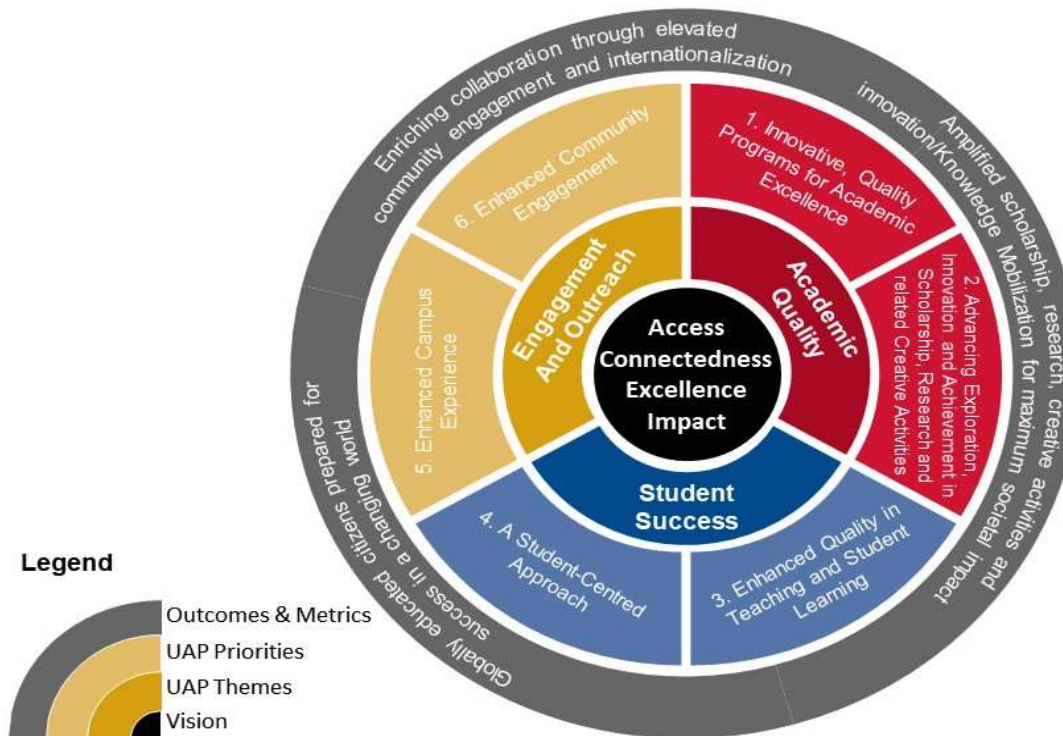 Enriching collaboration through elevated
community engagement and internationalization
Amplified scholarship, research, creative activities and
innovation/Knowledge Mobilization for maximum societal impact
Globally educated citizens prepared for
success in a changing world
1. Innovative, Quality
Programs for Academic
Excellence
2. Advancing Exploration,
Innovation and Achievement in
Scholarship, Research and
related Creative Activities
3. Enhanced Quality in
Teaching and Student
Learning
4. A Student-Centred
Approach
5. Enhanced Campus
Experience
6. Enhanced Community
Engagement
Academic
Quality
Student
Success
Engagement
And Outreach
Access
Connectedness
Excellence
Impact
Legend
Outcomes & Metrics
UAP Priorities
UAP Themes
Vision